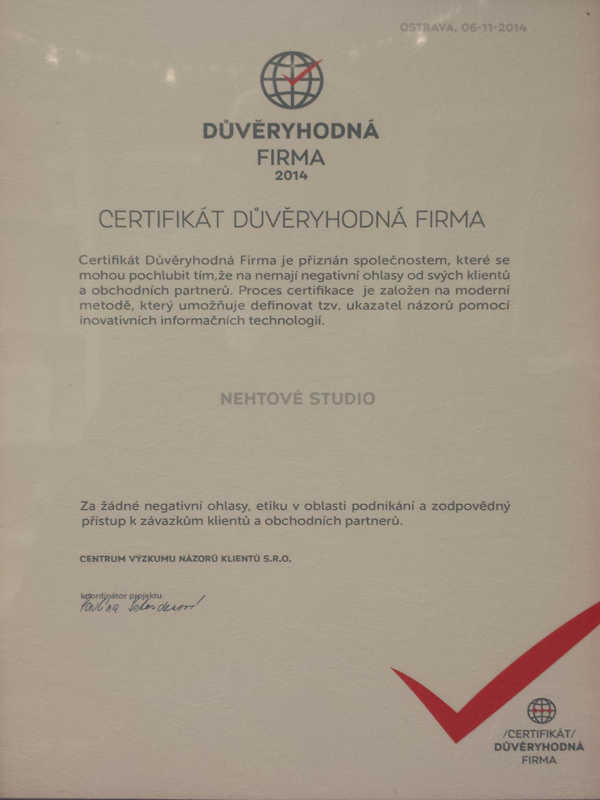 OSTRAVA, 06-11-2014
DŮVĚRYHODNÁ
FIRMA
2014
CERTIFIKÁT DŮVĚRYHODNÁ FIRMA
Certifikát Důvěryhodná Firma je přiznán společnostem, které se
mohou pochlubit tím,že na nemají negativní ohlasy od svých klientů
a obchodních partnerů. Proces certifikace je založen na moderní
metodě, který umožňuje definovat tzv. ukazatel názorů pomocí
inovativních informačních technologií.
NEHTOVÉ STUDIO
Za žádné negativní ohlasy, etiku v oblasti podnikání a zodpovědný
přístup k závazkům klientů a obchodních partnerů.
CENTRUM VÝZKUMU NÁZORŮ KLIENTŮ S.R.O.
koordinátor projektu
Pavlína
/CERTIFIKÁT/
DŮVĚRYHODNÁ
FIRMA